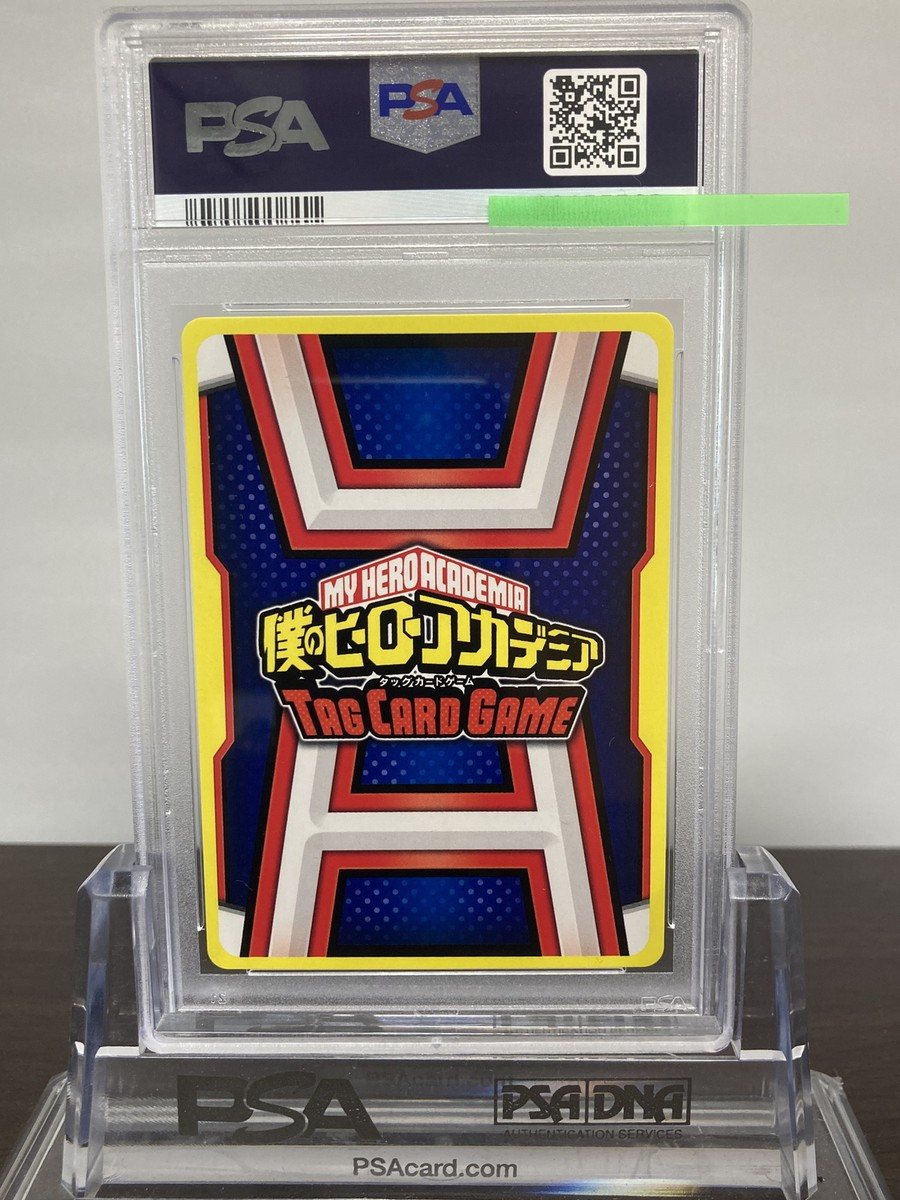 PSA
PSA
MY HERO ACADEMIA
僕のヒーローアカデミア
タッグカードゲーム
TAG CARD GAME
PSA
PSA
PSA DNA
AUTHENTICATION SERVICES
PSAcard.com